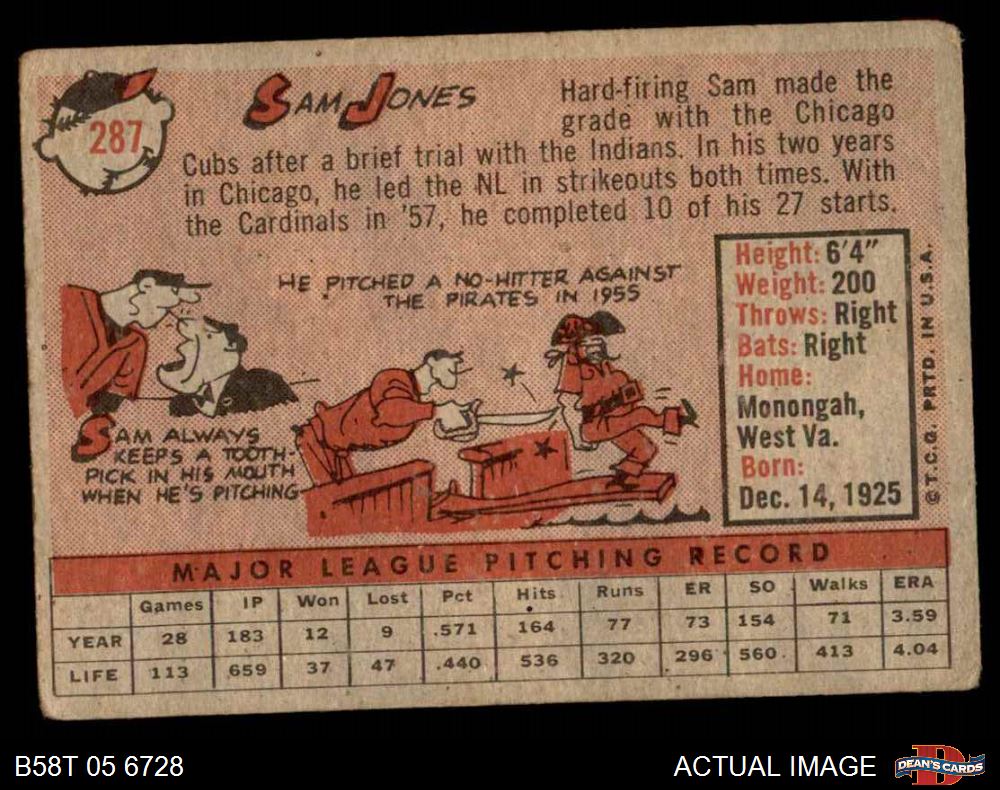 287
SAM JONES
Hard-firing Sam made the
grade with the Chicago
Cubs after a brief trial with the Indians. In his two years
in Chicago, he led the NL in strikeouts both times. With
the Cardinals in '57, he completed 10 of his 27 starts.
HE PITCHED A NO-HITTER AGAINST
THE PIRATES IN 1955
SAM ALWAYS
KEEPS A TOOTH-
PICK IN HIS MOUTH
WHEN HE'S PITCHING
Height: 6'4"
Weight: 200
Throws: Right
Bats: Right
Home:
Monongah,
West Va.
Born:
Dec. 14, 1925
© T.C.G. PRTD. IN U.S.A.
MAJOR LEAGUE PITCHING RECORD
Games IP Won Lost Pct Hits Runs ER SO Walks ERA
YEAR 28 183 12 9 .571 164 77 73 154 71 3.59
LIFE 113 659 37 47 .440 536 320 296 560 413 4.04
B58T 05 6728
ACTUAL IMAGE
D
DEAN'S CARDS